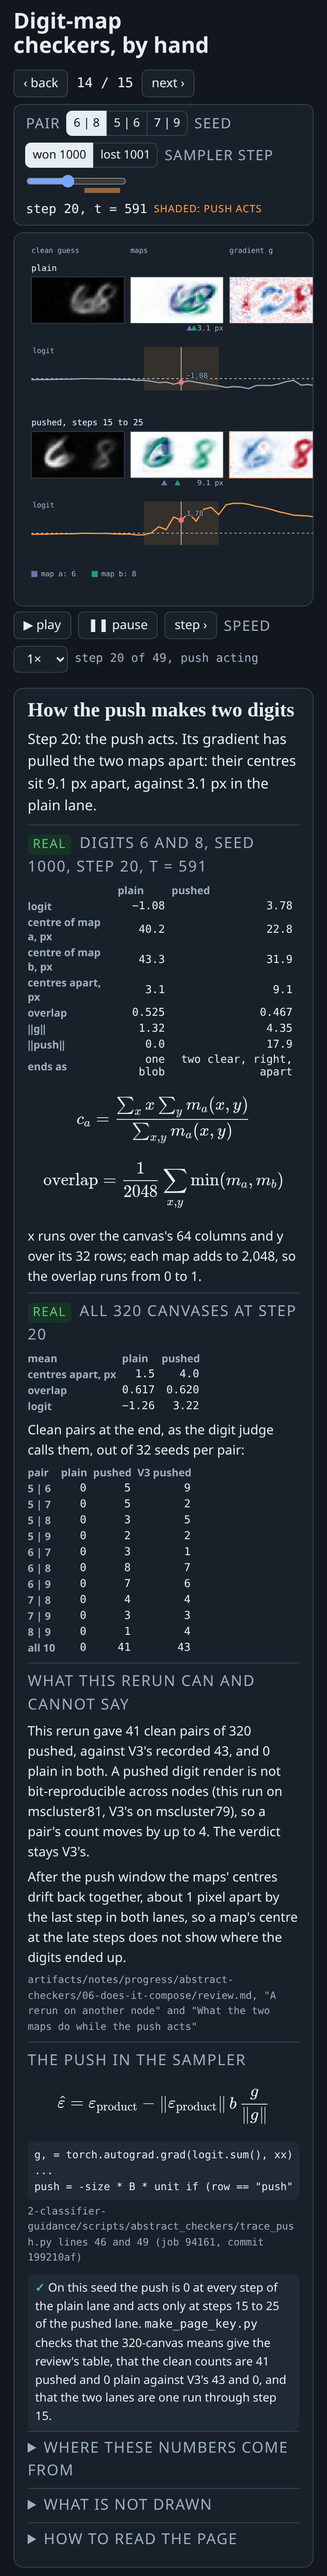 Digit-map
checkers, by hand
‹ back 14 / 15 next ›
PAIR 6 | 8 5 | 6 7 | 9 SEED
won 1000 lost 1001 SAMPLER STEP
step 20, t = 591 SHADED: PUSH ACTS
clean guess maps gradient g
plain
3.1 px
logit
−1.08
pushed, steps 15 to 25
9.1 px
logit
3.78
map a: 6 map b: 8
▶ play ❚❚ pause step › SPEED
1× step 20 of 49, push acting
How the push makes two digits
Step 20: the push acts. Its gradient has
pulled the two maps apart: their centres
sit 9.1 px apart, against 3.1 px in the
plain lane.
REAL DIGITS 6 AND 8, SEED
1000, STEP 20, T = 591
plain pushed
logit −1.08 3.78
centre of map
a, px 40.2 22.8
centre of map
b, px 43.3 31.9
centres apart,
px 3.1 9.1
overlap 0.525 0.467
||g|| 1.32 4.35
||push|| 0.0 17.9
ends as one blob two clear, right, apart
c_a = ∑_x x ∑_y m_a(x, y) / ∑_{x,y} m_a(x, y)
overlap = 1/2048 ∑_{x,y} min(m_a, m_b)
x runs over the canvas's 64 columns and y
over its 32 rows; each map adds to 2,048, so
the overlap runs from 0 to 1.
REAL ALL 320 CANVASES AT STEP
20
mean plain pushed
centres apart, px 1.5 4.0
overlap 0.617 0.620
logit −1.26 3.22
Clean pairs at the end, as the digit judge
calls them, out of 32 seeds per pair:
pair plain pushed V3 pushed
5 | 6 0 5 9
5 | 7 0 5 2
5 | 8 0 3 5
5 | 9 0 2 2
6 | 7 0 3 1
6 | 8 0 8 7
6 | 9 0 7 6
7 | 8 0 4 4
7 | 9 0 3 3
8 | 9 0 1 4
all 10 0 41 43
WHAT THIS RERUN CAN AND
CANNOT SAY
This rerun gave 41 clean pairs of 320
pushed, against V3's recorded 43, and 0
plain in both. A pushed digit render is not
bit-reproducible across nodes (this run on
mscluster81, V3's on mscluster79), so a
pair's count moves by up to 4. The verdict
stays V3's.
After the push window the maps' centres
drift back together, about 1 pixel apart by
the last step in both lanes, so a map's centre
at the late steps does not show where the
digits ended up.
artifacts/notes/progress/abstract-
checkers/06-does-it-compose/review.md, "A
rerun on another node" and "What the two
maps do while the push acts"
THE PUSH IN THE SAMPLER
ε̂ = ε_product − ‖ε_product‖ b g/‖g‖
g, = torch.autograd.grad(logit.sum(), xx)
...
push = -size * B * unit if (row == "push"
2-classifier-
guidance/scripts/abstract_checkers/trace_pus
h.py lines 46 and 49 (job 94161, commit
199210af)
✓ On this seed the push is 0 at every step of
the plain lane and acts only at steps 15 to 25
of the pushed lane. make_page_key.py
checks that the 320-canvas means give the
review's table, that the clean counts are 41
pushed and 0 plain against V3's 43 and 0, and
that the two lanes are one run through step
15.
▶ WHERE THESE NUMBERS COME
FROM
▶ WHAT IS NOT DRAWN
▶ HOW TO READ THE PAGE